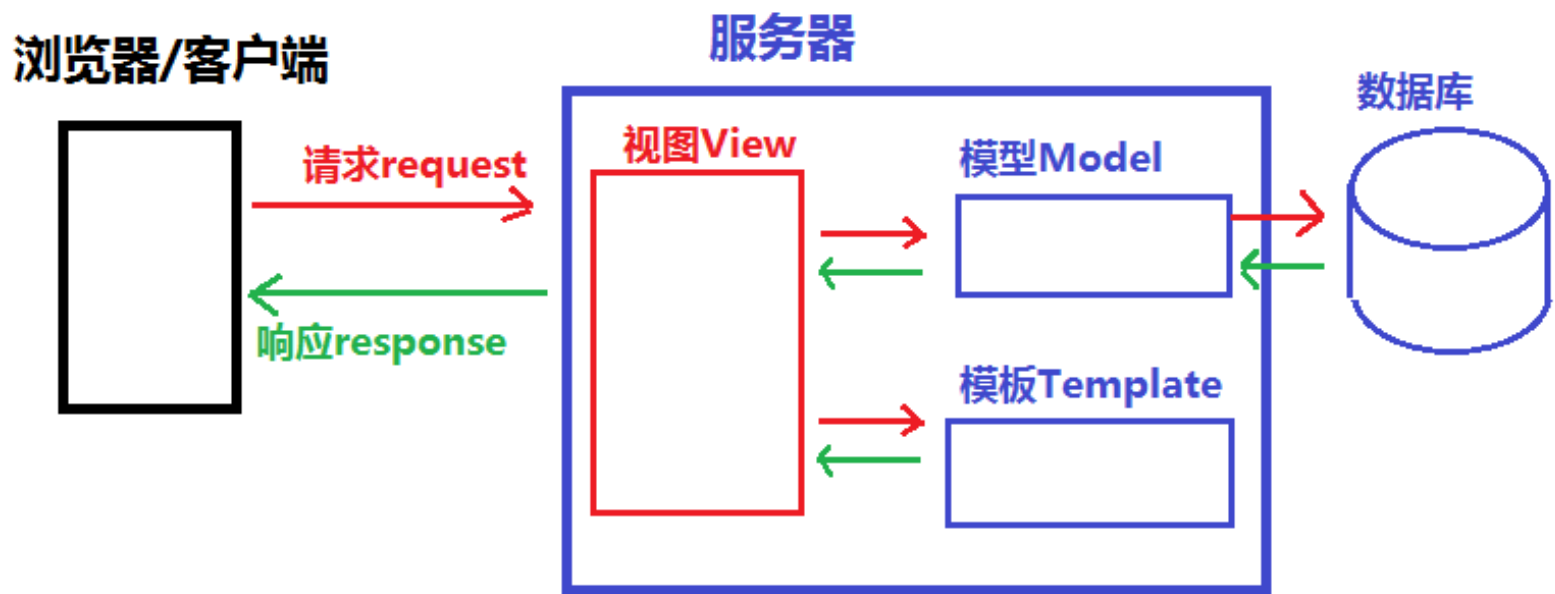 浏览器/客户端
服务器
数据库
请求request
视图View
模型Model
响应response
模板Template